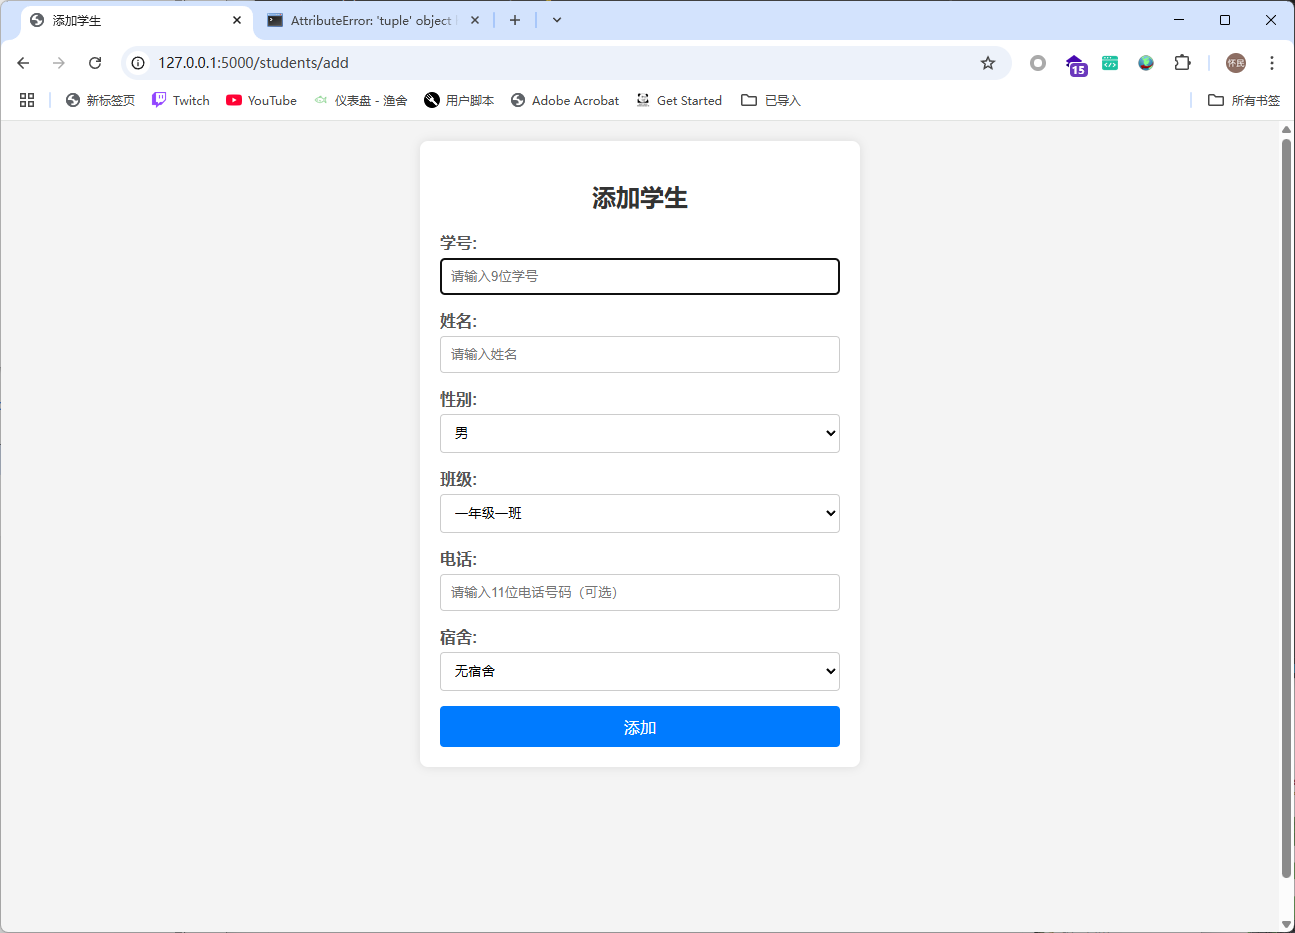 添加学生
AttributeError: 'tuple' object
127.0.0.1:5000/students/add
15
怀民
新标签页
Twitch
YouTube
仪表盘 - 渔舍
用户脚本
Adobe Acrobat
Get Started
已导入
所有书签
添加学生
学号:
请输入9位学号
姓名:
请输入姓名
性别:
男
班级:
一年级一班
电话:
请输入11位电话号码（可选）
宿舍:
无宿舍
添加